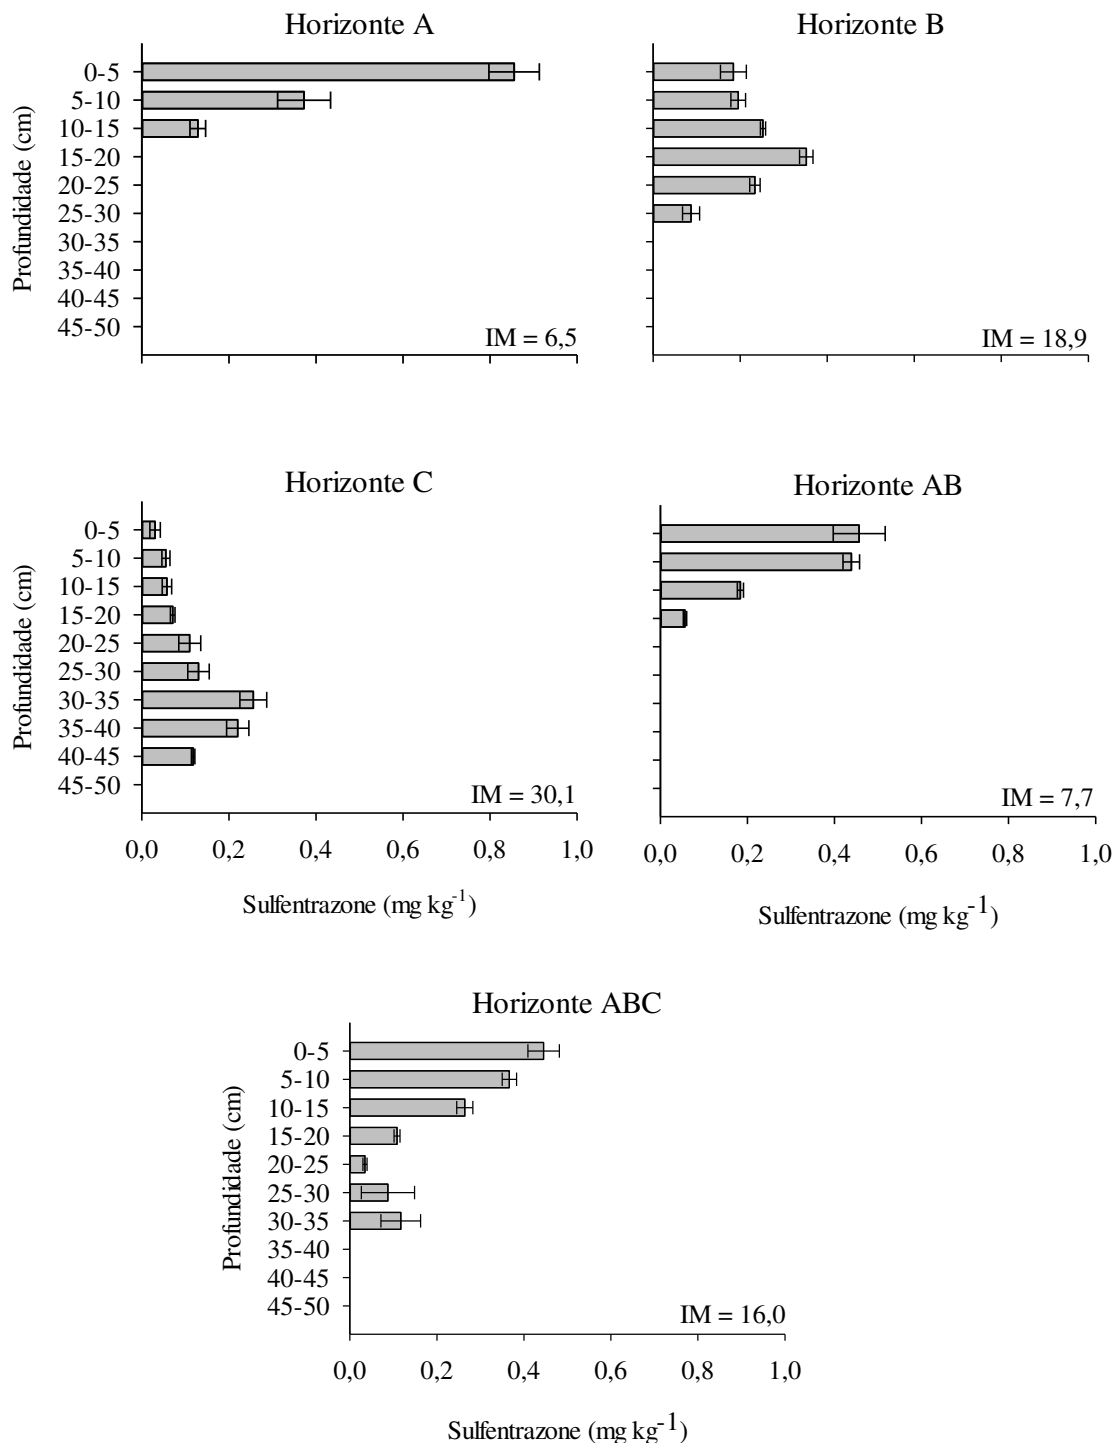 Horizonte A
Profundidade (cm)
0-5
5-10
10-15
15-20
20-25
25-30
30-35
35-40
40-45
45-50
IM = 6,5
Horizonte B
IM = 18,9
Horizonte C
Profundidade (cm)
0-5
5-10
10-15
15-20
20-25
25-30
30-35
35-40
40-45
45-50
IM = 30,1
0,0 0,2 0,4 0,6 0,8 1,0
Sulfentrazone (mg kg⁻¹)
Horizonte AB
IM = 7,7
0,0 0,2 0,4 0,6 0,8 1,0
Sulfentrazone (mg kg⁻¹)
Horizonte ABC
Profundidade (cm)
0-5
5-10
10-15
15-20
20-25
25-30
30-35
35-40
40-45
45-50
IM = 16,0
0,0 0,2 0,4 0,6 0,8 1,0
Sulfentrazone (mg kg⁻¹)